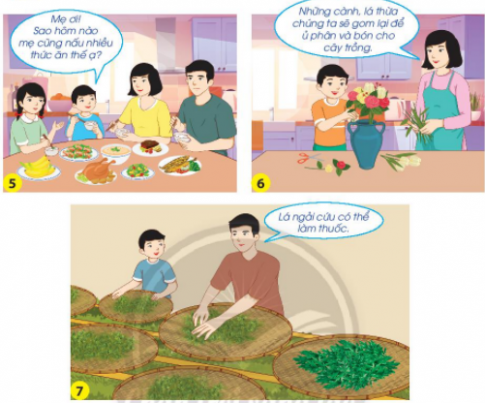 Mẹ ơi!
Sao hôm nào
mẹ cũng nấu nhiều
thức ăn thế ạ?
5
Những cành, lá thừa
chúng ta sẽ gom lại để
ủ phân và bón cho
cây trồng.
6
Lá ngải cứu có thể
làm thuốc.
7